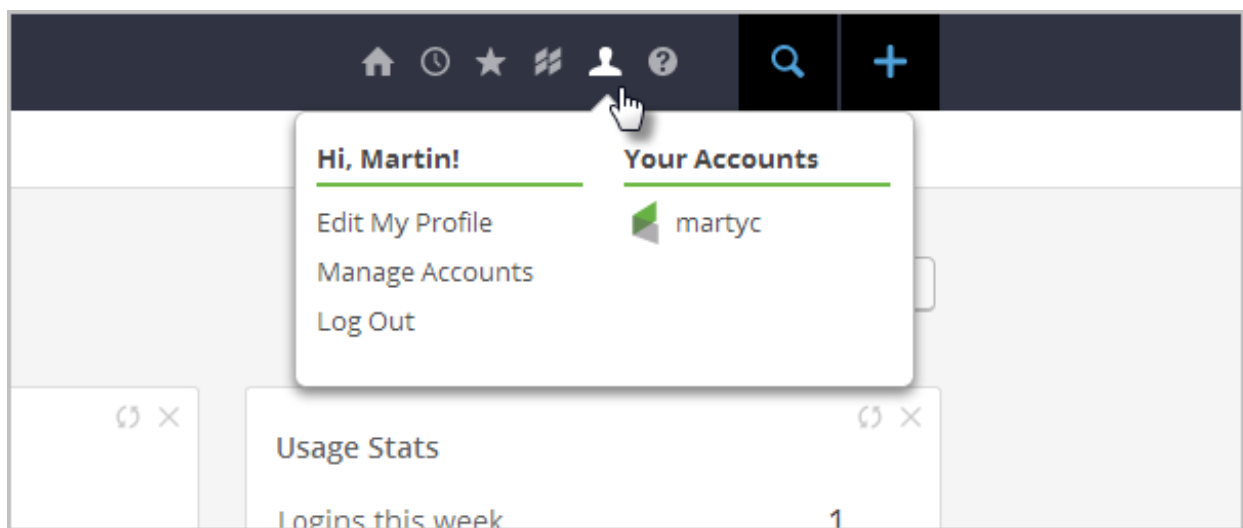 Hi, Martin!
Edit My Profile
Manage Accounts
Log Out
Your Accounts
martyc
Usage Stats
Logins this week 1